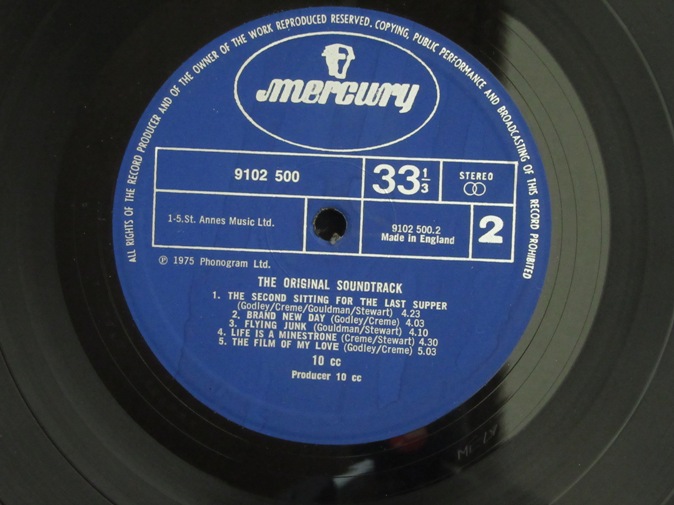 ALL RIGHTS OF THE RECORD PRODUCER AND OF THE OWNER OF THE WORK REPRODUCED RESERVED. COPYING, PUBLIC PERFORMANCE AND BROADCASTING OF THIS RECORD PROHIBITED
mercury
9102 500
33 1/3
STEREO
1-5.St. Annes Music Ltd.
9102 500.2
Made in England
2
℗ 1975 Phonogram Ltd.
THE ORIGINAL SOUNDTRACK
1. THE SECOND SITTING FOR THE LAST SUPPER
(Godley/Creme/Gouldman/Stewart) 4.23
2. BRAND NEW DAY (Godley/Creme) 4.03
3. FLYING JUNK (Gouldman/Stewart) 4.10
4. LIFE IS A MINESTRONE (Creme/Stewart) 4.30
5. THE FILM OF MY LOVE (Godley/Creme) 5.03
10 cc
Producer 10 cc